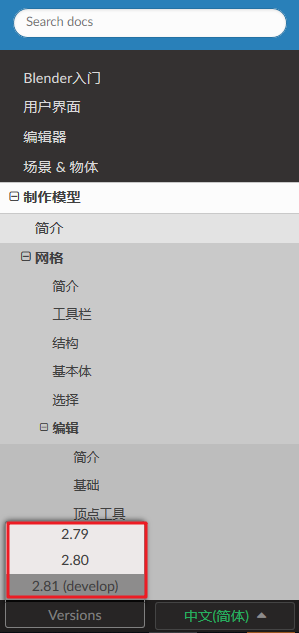 Search docs
Blender入门
用户界面
编辑器
场景 & 物体
制作模型
简介
网格
简介
工具栏
结构
基本体
选择
编辑
简介
基础
顶点工具
2.79
2.80
2.81 (develop)
Versions
中文(简体)